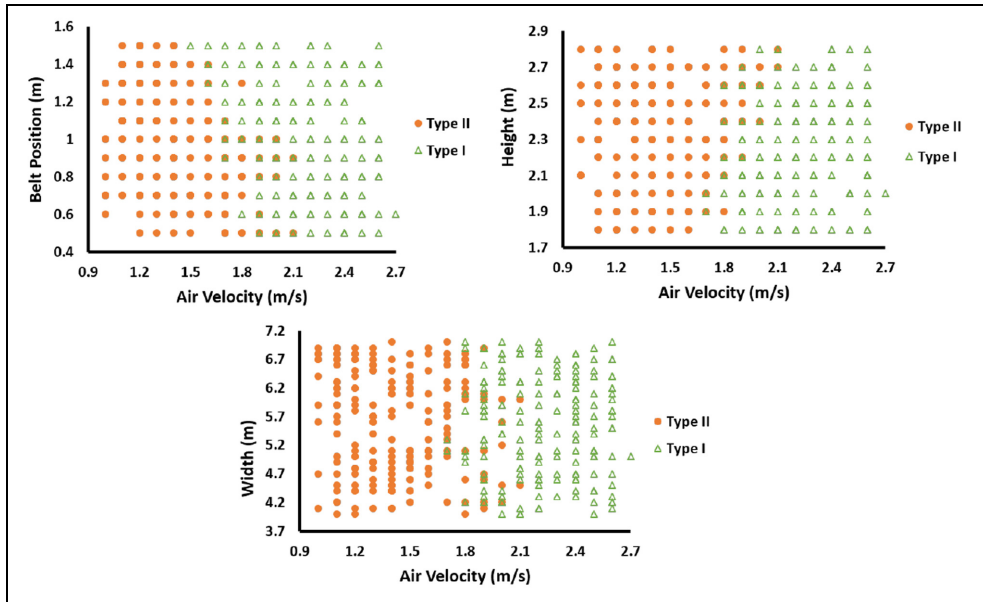 1.6
1.4
1.2
1
0.8
0.6
0.4
Belt Position (m)
0.9 1.2 1.5 1.8 2.1 2.4 2.7
Air Velocity (m/s)
Type II
Type I
2.9
2.7
2.5
2.3
2.1
1.9
1.7
Height (m)
0.9 1.2 1.5 1.8 2.1 2.4 2.7
Air Velocity (m/s)
Type II
Type I
7.2
6.7
6.2
5.7
5.2
4.7
4.2
3.7
Width (m)
0.9 1.2 1.5 1.8 2.1 2.4 2.7
Air Velocity (m/s)
Type II
Type I